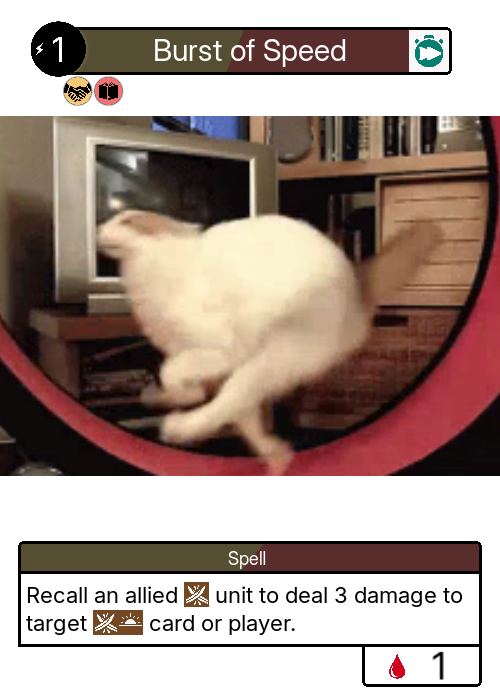 1
Burst of Speed
Spell
Recall an allied unit to deal 3 damage to
target card or player.
1